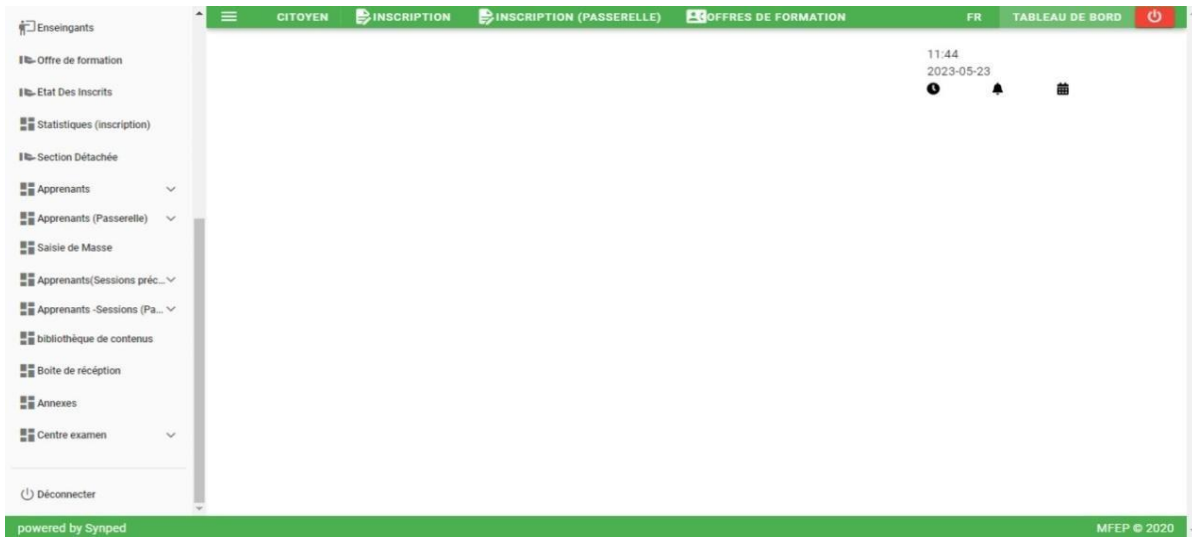 CITOYEN INSCRIPTION INSCRIPTION (PASSERELLE) OFFRES DE FORMATION FR TABLEAU DE BORD
Enseingants
Offre de formation
Etat Des Inscrits
Statistiques (inscription)
Section Détachée
Apprenants
Apprenants (Passerelle)
Saisie de Masse
Apprenants(Sessions préc...
Apprenants -Sessions (Pa...
bibliothèque de contenus
Boite de récéption
Annexes
Centre examen
Déconnecter
11:44
2023-05-23
powered by Synped MFEP © 2020